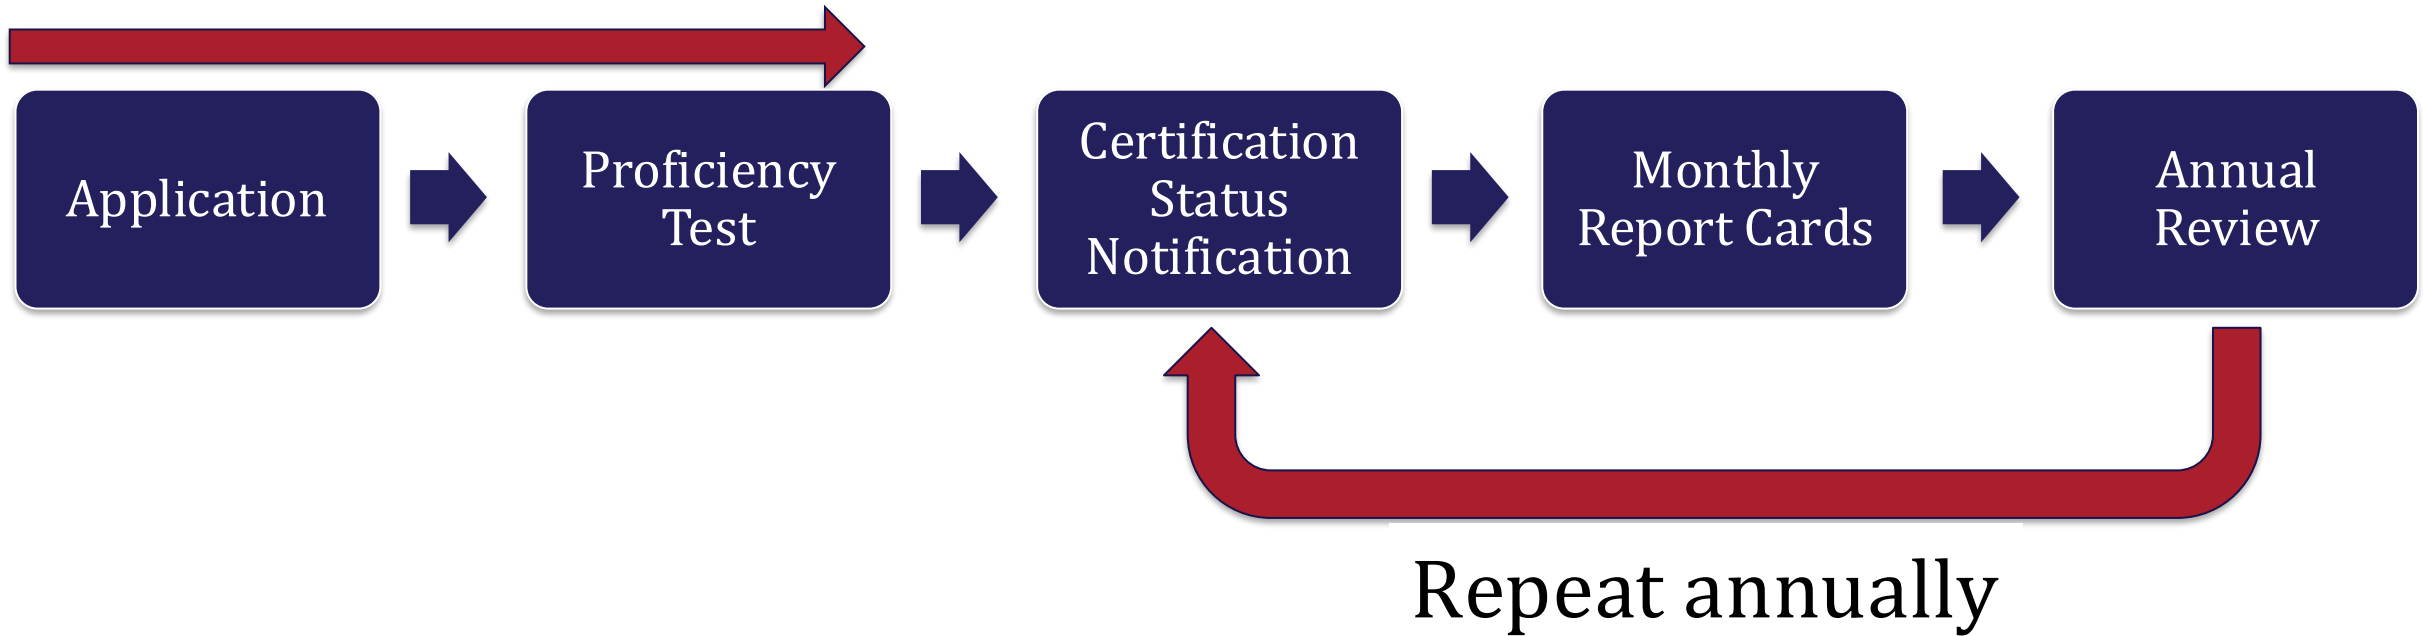 Application
Proficiency
Test
Certification
Status
Notification
Monthly
Report Cards
Annual
Review
Repeat annually